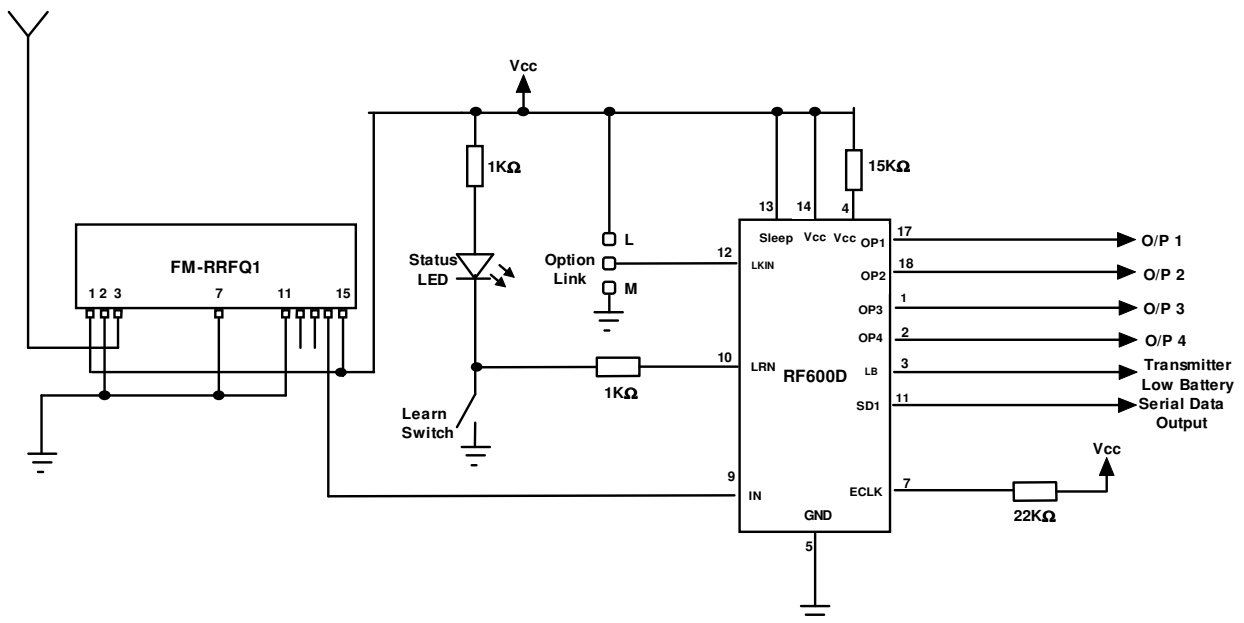 Vcc
1KΩ
15KΩ
13
14
4
Sleep
Vcc
Vcc
OP1
17
O/P 1
FM-RRFQ1
Status
LED
Option
Link
L
M
12
LKIN
OP2
18
O/P 2
1
2
3
7
11
15
OP3
1
O/P 3
OP4
2
O/P 4
10
LRN
RF600D
LB
3
Transmitter
Low Battery
1KΩ
SD1
11
Serial Data
Output
Learn
Switch
Vcc
9
IN
ECLK
7
22KΩ
GND
5